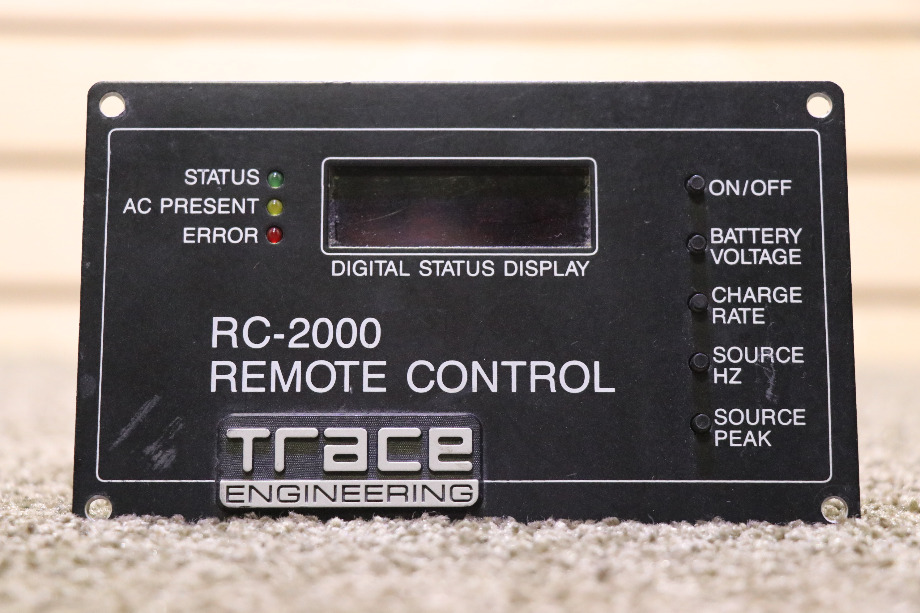 STATUS
AC PRESENT
ERROR
DIGITAL STATUS DISPLAY
ON/OFF
BATTERY
VOLTAGE
CHARGE
RATE
SOURCE
HZ
SOURCE
PEAK
RC-2000
REMOTE CONTROL
Trace
ENGINEERING